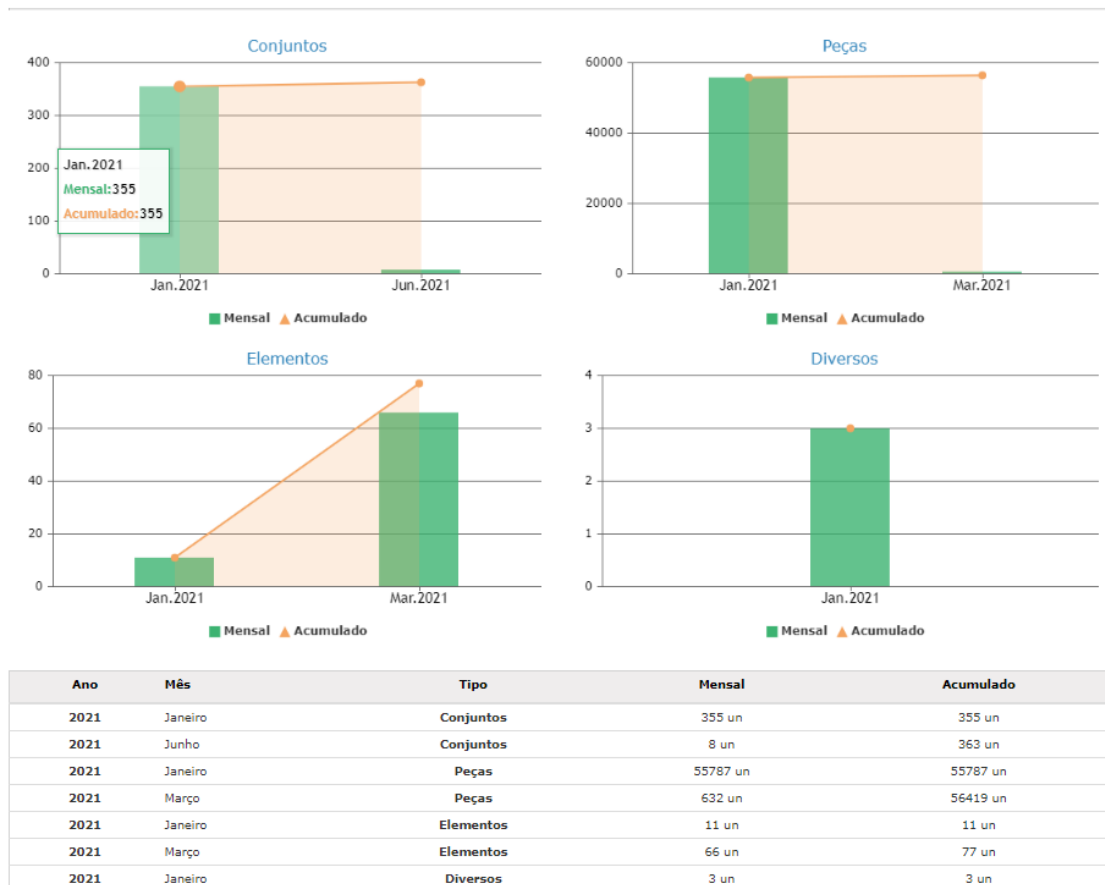 Conjuntos
400
300
200
100
0
Jan.2021
Mensal:355
Acumulado:355
Jan.2021 Jun.2021
Mensal Acumulado
Peças
60000
40000
20000
0
Jan.2021 Mar.2021
Mensal Acumulado
Elementos
80
60
40
20
0
Jan.2021 Mar.2021
Mensal Acumulado
Diversos
4
3
2
1
0
Jan.2021
Mensal Acumulado
Ano Mês Tipo Mensal Acumulado
2021 Janeiro Conjuntos 355 un 355 un
2021 Junho Conjuntos 8 un 363 un
2021 Janeiro Peças 55787 un 55787 un
2021 Março Peças 632 un 56419 un
2021 Janeiro Elementos 11 un 11 un
2021 Março Elementos 66 un 77 un
2021 Janeiro Diversos 3 un 3 un